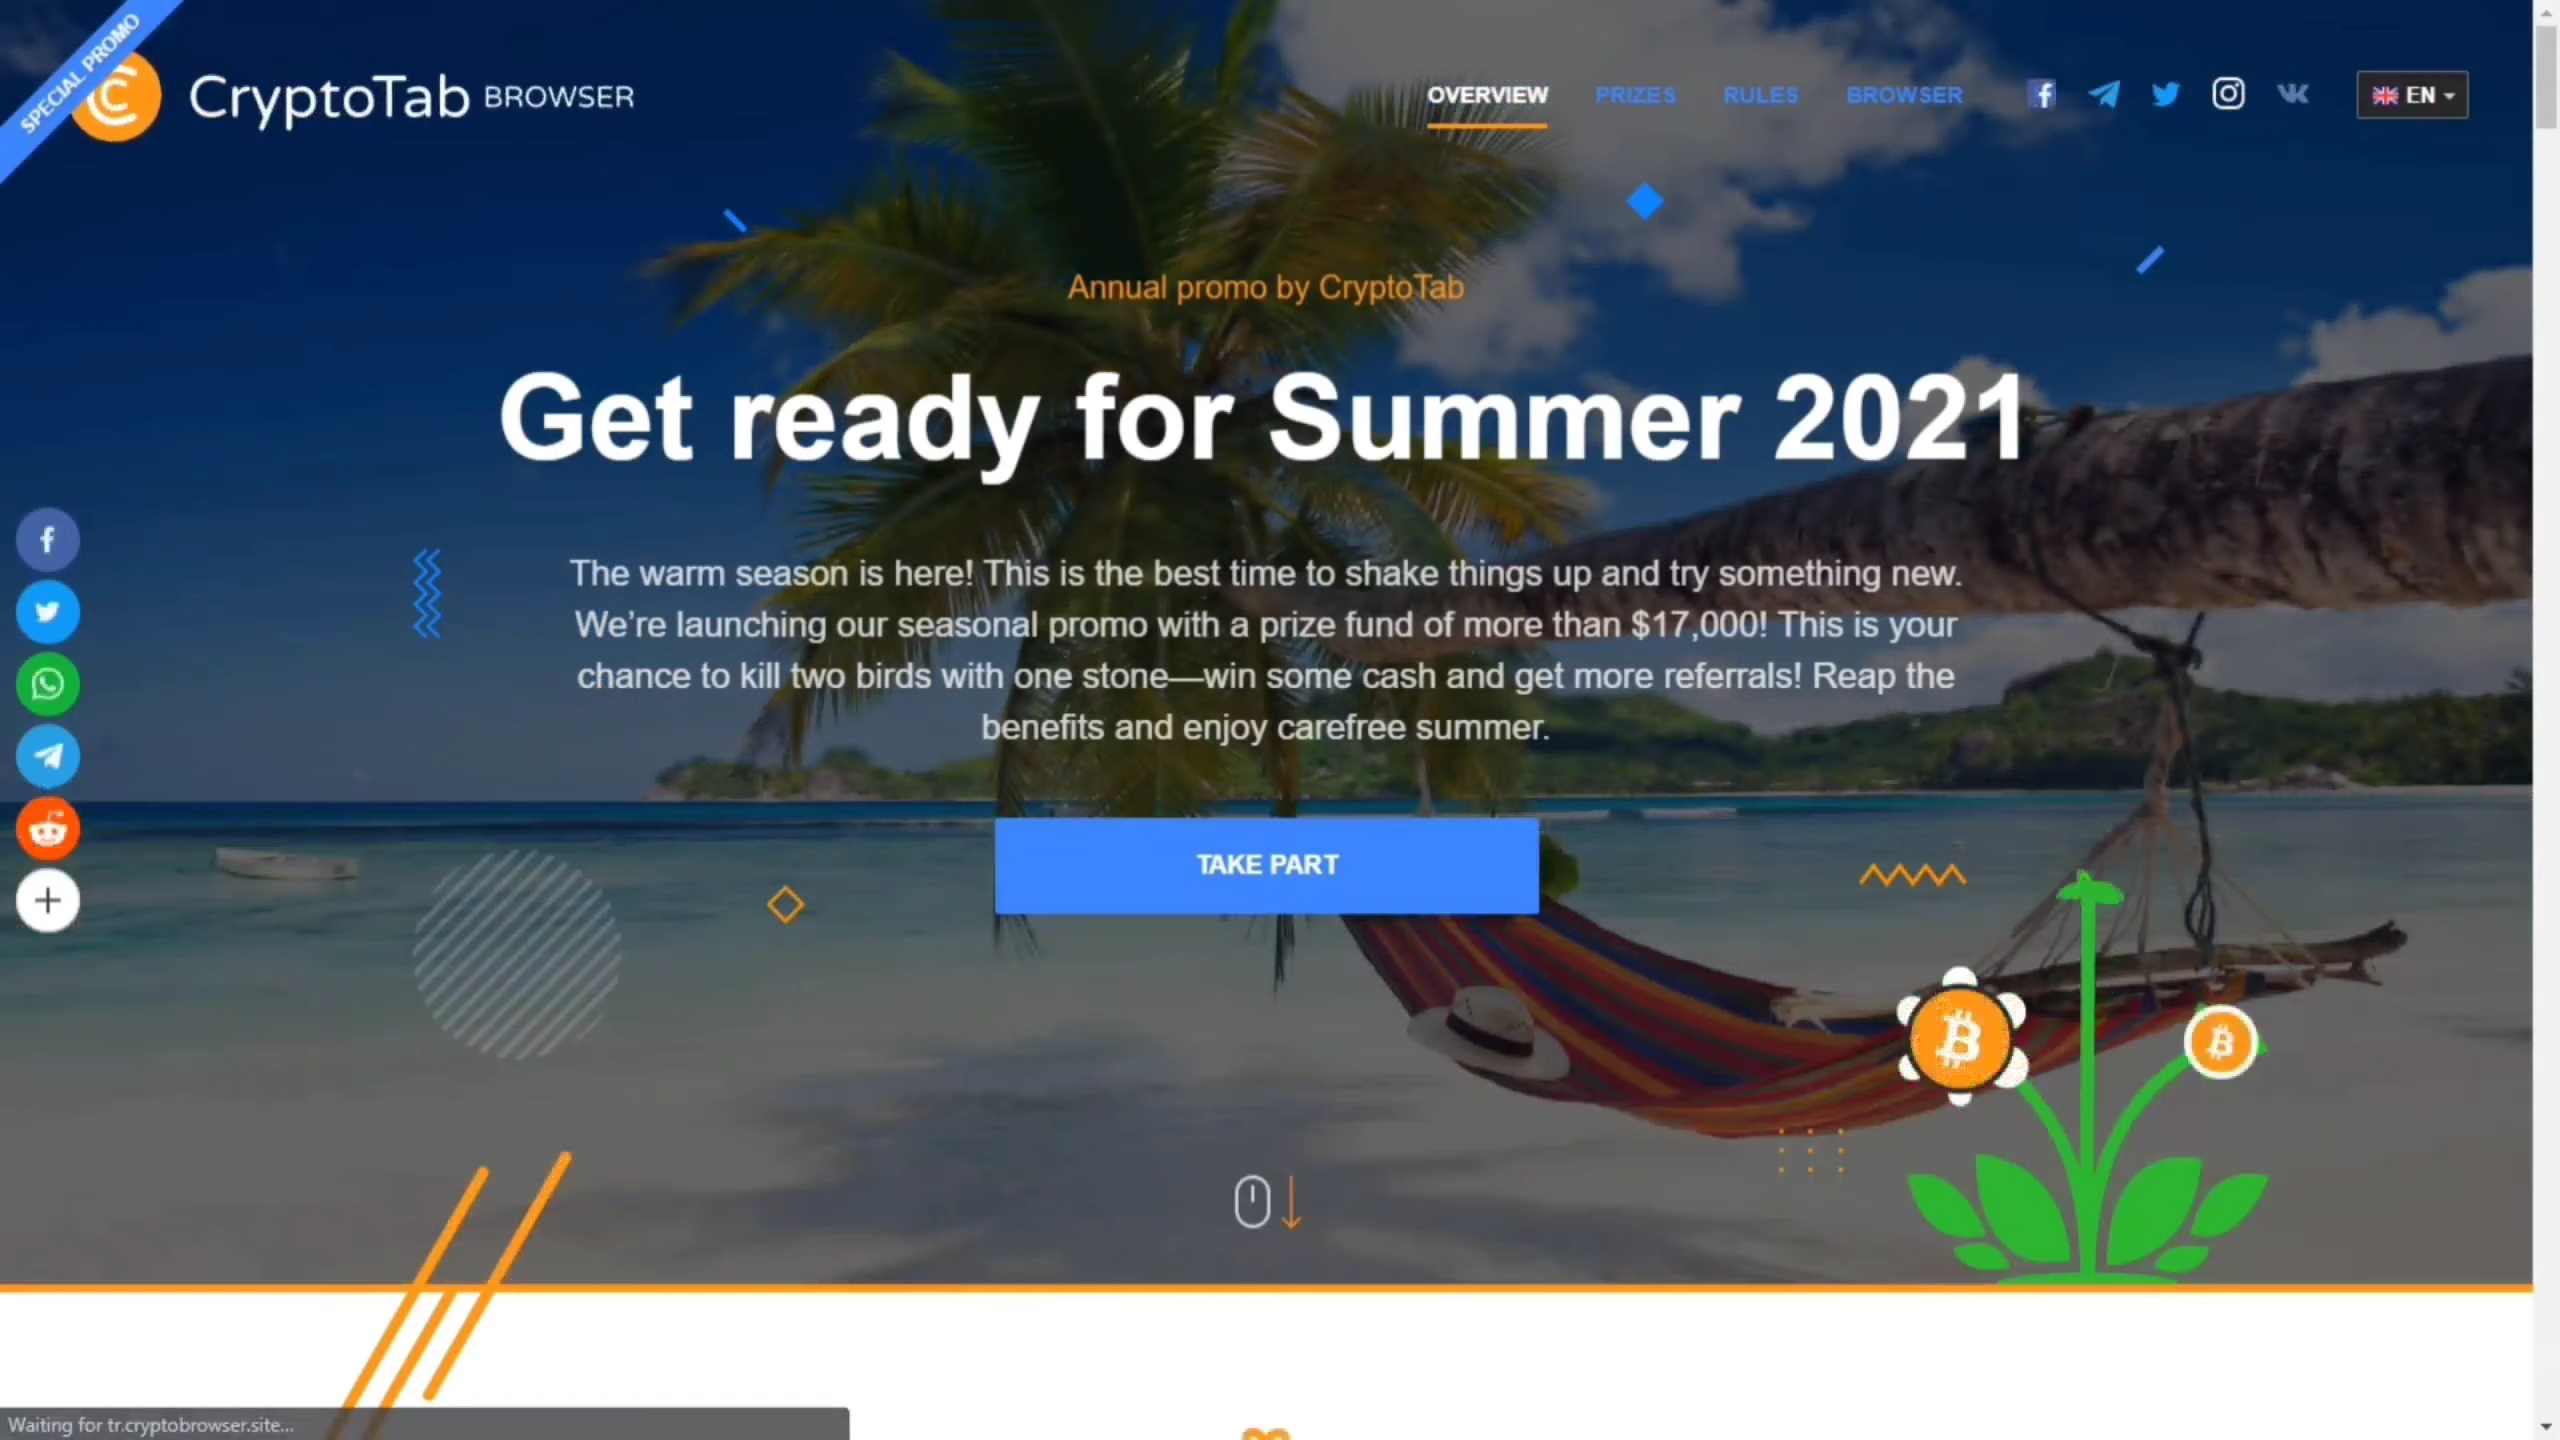 SPECIAL PROMO
CryptoTab BROWSER
OVERVIEW PRIZES RULES BROWSER EN
Annual promo by CryptoTab
Get ready for Summer 2021
The warm season is here! This is the best time to shake things up and try something new.
We’re launching our seasonal promo with a prize fund of more than $17,000! This is your
chance to kill two birds with one stone—win some cash and get more referrals! Reap the
benefits and enjoy carefree summer.
TAKE PART
Waiting for tr.cryptobrowser.site...